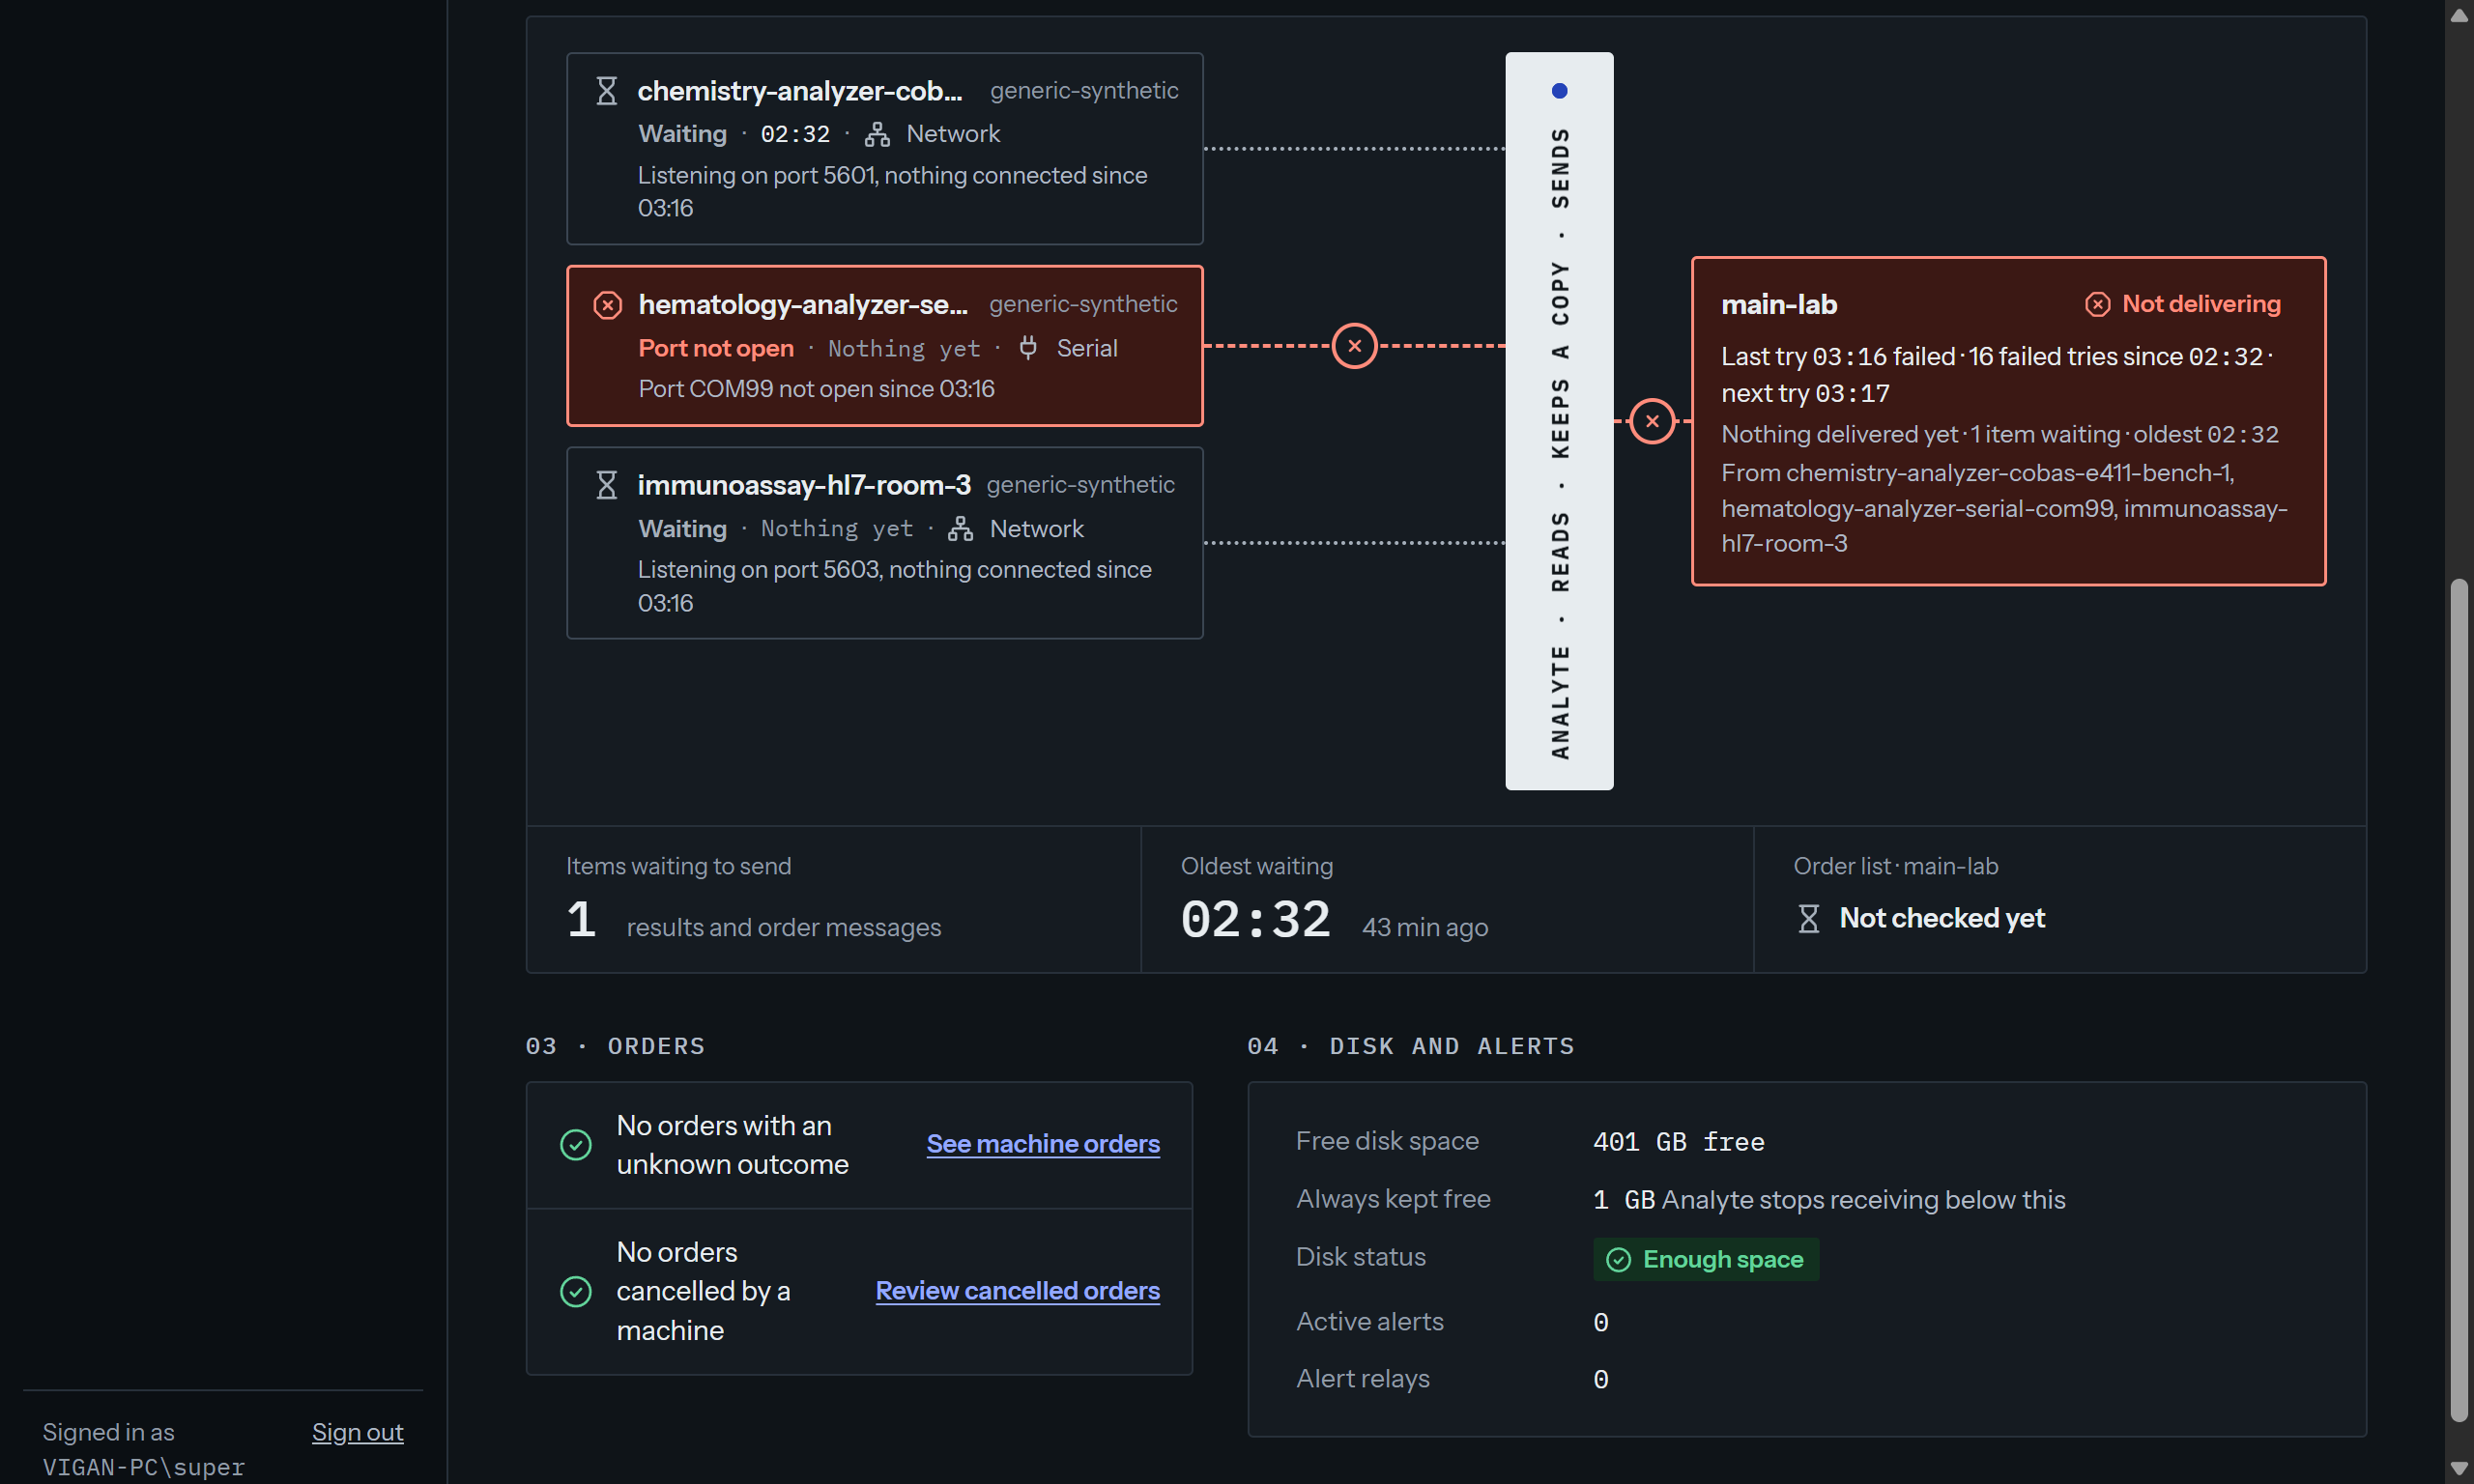 chemistry-analyzer-cob... generic-synthetic
Waiting · 02:32 · Network
Listening on port 5601, nothing connected since
03:16
hematology-analyzer-se... generic-synthetic
Port not open · Nothing yet · Serial
Port COM99 not open since 03:16
immunoassay-hl7-room-3 generic-synthetic
Waiting · Nothing yet · Network
Listening on port 5603, nothing connected since
03:16
ANALYTE · READS · KEEPS A COPY · SENDS
main-lab Not delivering
Last try 03:16 failed · 16 failed tries since 02:32 ·
next try 03:17
Nothing delivered yet · 1 item waiting · oldest 02:32
From chemistry-analyzer-cobas-e411-bench-1,
hematology-analyzer-serial-com99, immunoassay-
hl7-room-3
Items waiting to send
1 results and order messages
Oldest waiting
02:32 43 min ago
Order list · main-lab
Not checked yet
03 · ORDERS
No orders with an
unknown outcome
See machine orders
No orders
cancelled by a
machine
Review cancelled orders
04 · DISK AND ALERTS
Free disk space 401 GB free
Always kept free 1 GB Analyte stops receiving below this
Disk status Enough space
Active alerts 0
Alert relays 0
Signed in as Sign out
VIGAN-PC\super